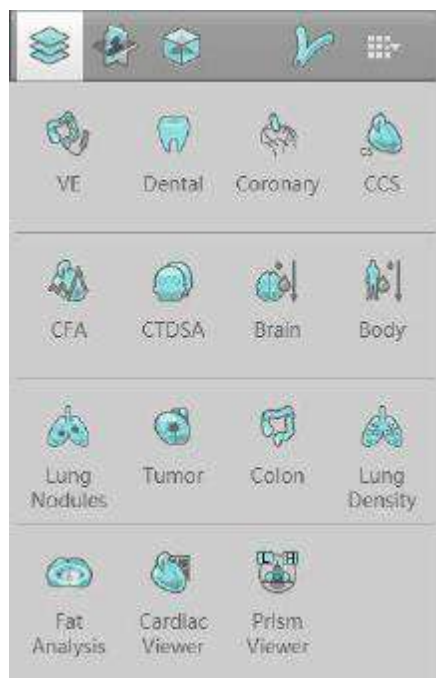 VE Dental Coronary CCS
CFA CTDSA Brain Body
Lung Tumor Colon Lung
Nodules Density
Fat Cardiac Prism
Analysis Viewer Viewer